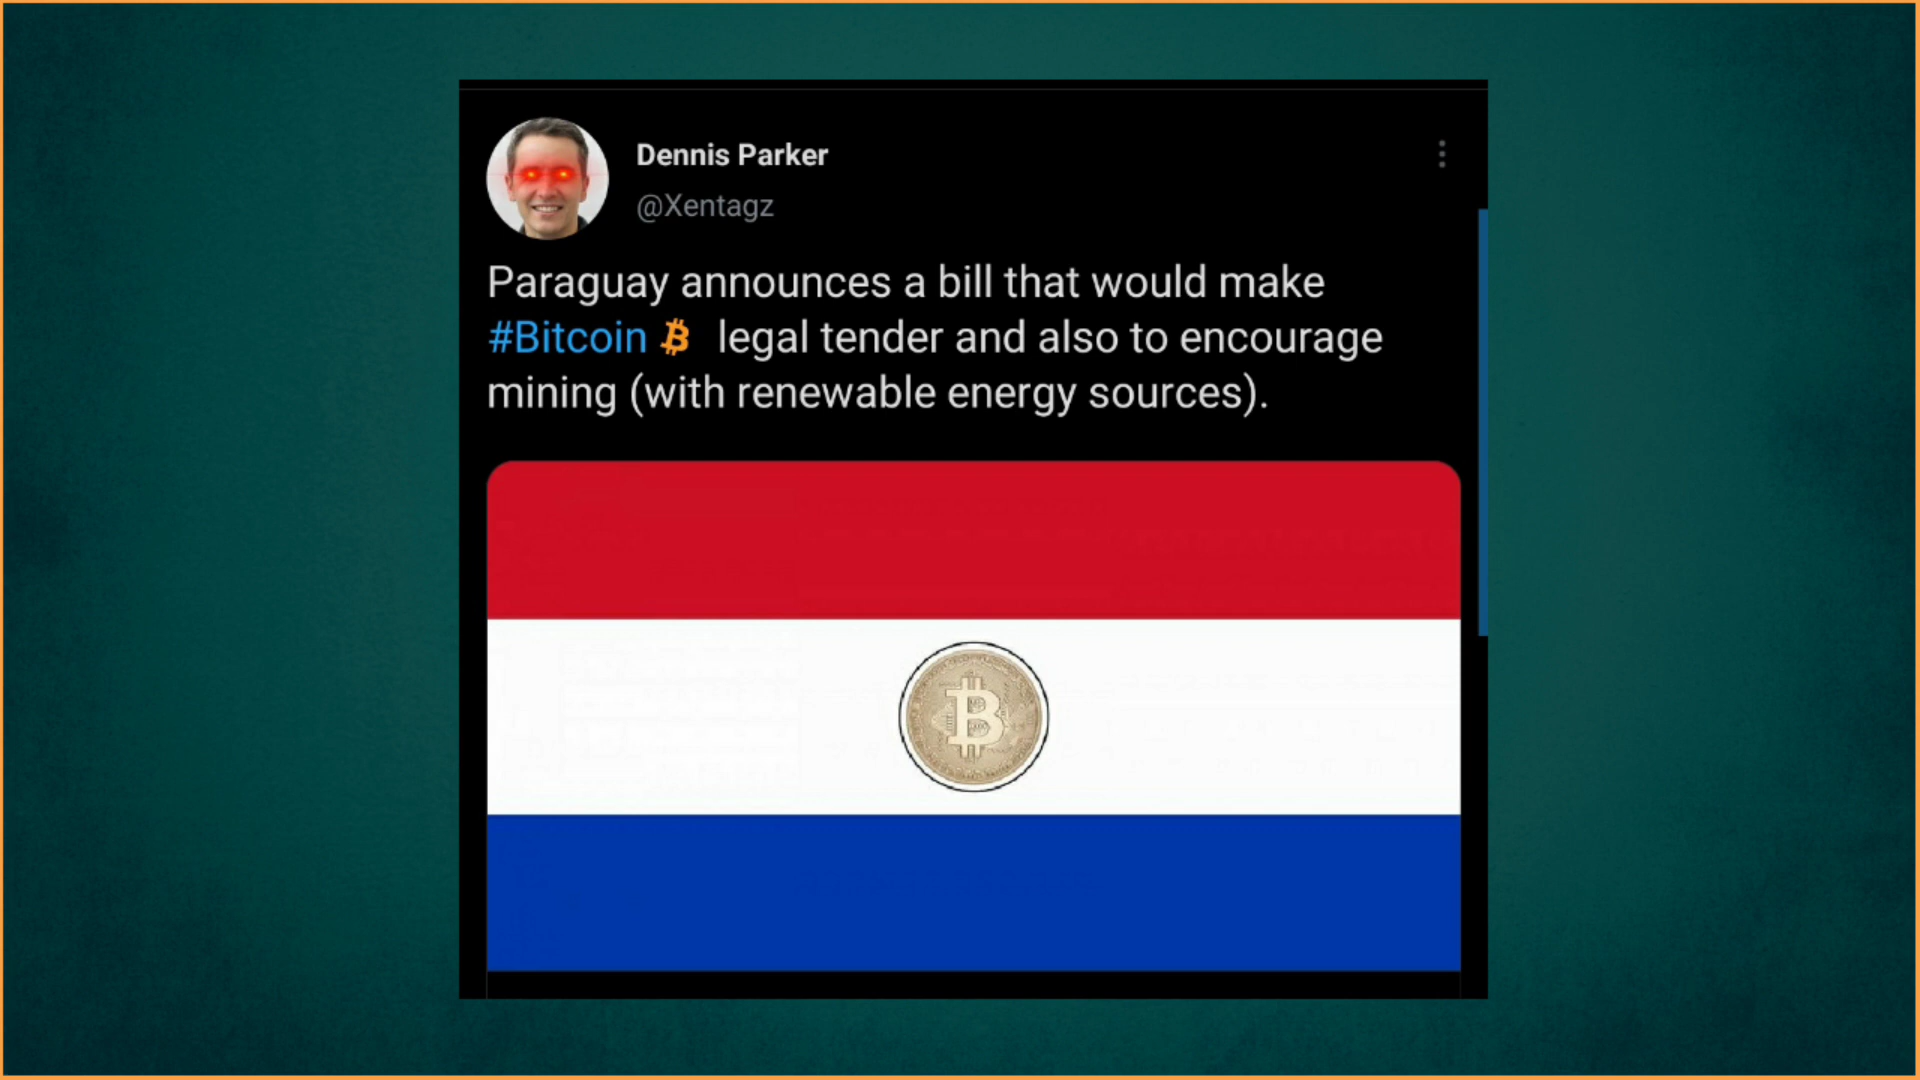 Dennis Parker
@Xentagz
Paraguay announces a bill that would make
#Bitcoin legal tender and also to encourage
mining (with renewable energy sources).